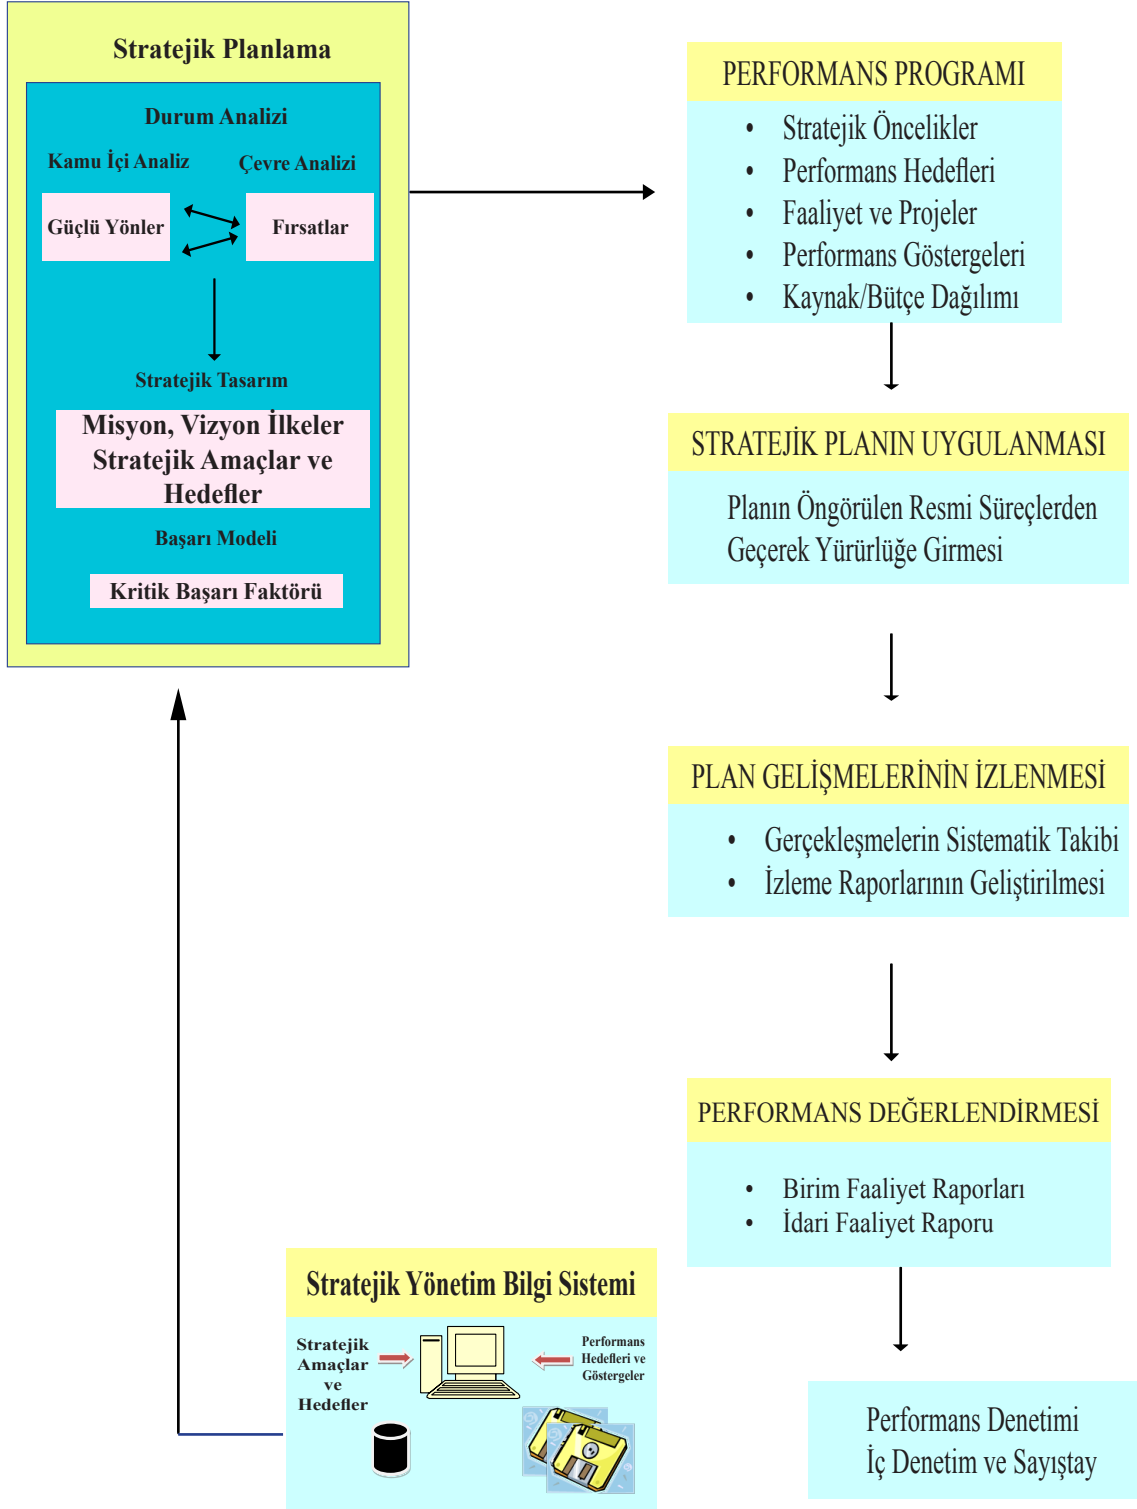 Stratejik Planlama
Durum Analizi
Kamu İçi Analiz
Çevre Analizi
Güçlü Yönler
Fırsatlar
Stratejik Tasarım
Misyon, Vizyon İlkeler
Stratejik Amaçlar ve
Hedefler
Başarı Modeli
Kritik Başarı Faktörü
PERFORMANS PROGRAMI
• Stratejik Öncelikler
• Performans Hedefleri
• Faaliyet ve Projeler
• Performans Göstergeleri
• Kaynak/Bütçe Dağılımı
STRATEJİK PLANIN UYGULANMASI
Planın Öngörülen Resmi Süreçlerden
Geçerek Yürürlüğe Girmesi
PLAN GELİŞMELERİNİN İZLENMESİ
• Gerçekleşmelerin Sistematik Takibi
• İzleme Raporlarının Geliştirilmesi
PERFORMANS DEĞERLENDİRMESİ
• Birim Faaliyet Raporları
• İdari Faaliyet Raporu
Performans Denetimi
İç Denetim ve Sayıştay
Stratejik Yönetim Bilgi Sistemi
Stratejik
Amaçlar
ve
Hedefler
Performans
Hedefleri ve
Göstergeler